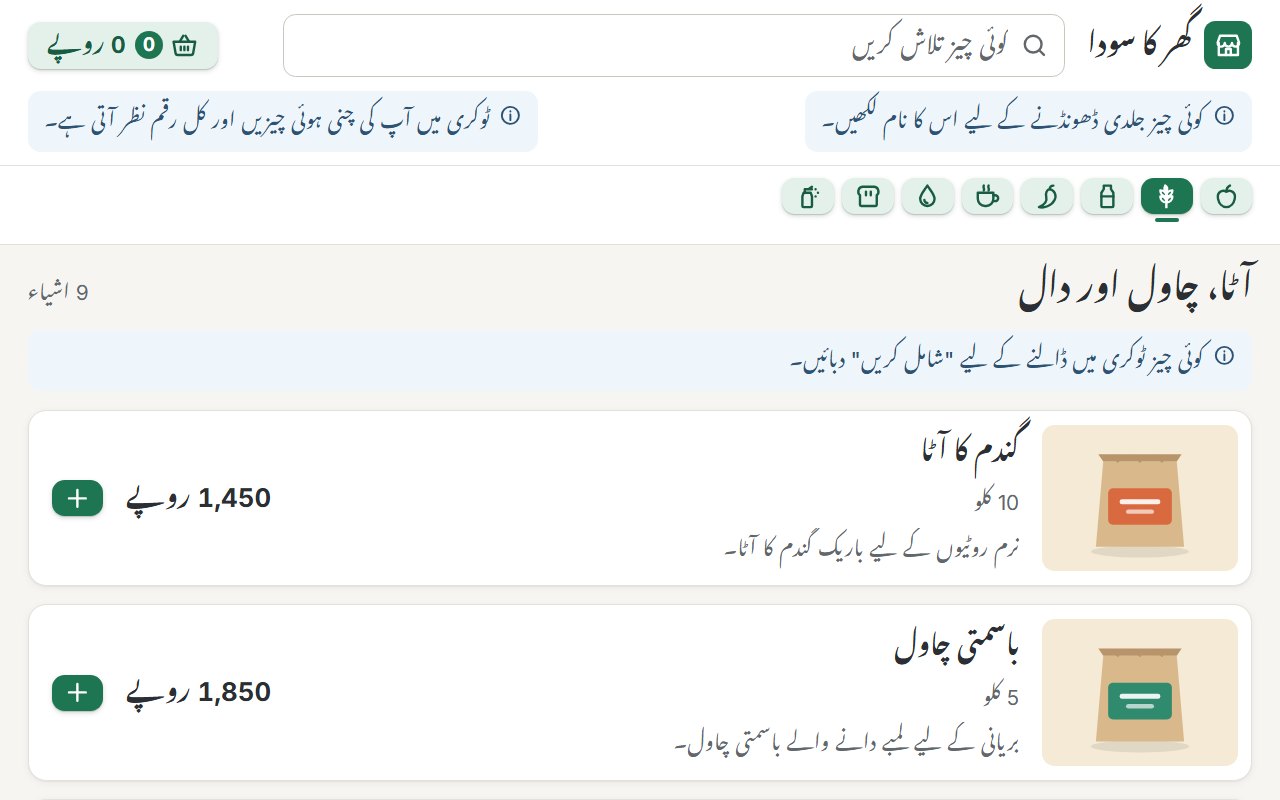 گھر کا سودا
کوئی چیز تلاش کریں
0 0 روپے
کوئی چیز جلدی ڈھونڈنے کے لیے اس کا نام لکھیں۔
ٹوکری میں آپ کی چنی ہوئی چیزیں اور کل رقم نظر آتی ہے۔
آٹا، چاول اور دال
9 اشیاء
کوئی چیز ٹوکری میں ڈالنے کے لیے "شامل کریں" دبائیں۔
گندم کا آٹا
10 کلو
نرم روٹیوں کے لیے باریک گندم کا آٹا۔
1,450 روپے
باسمتی چاول
5 کلو
بریانی کے لیے لمبے دانے والے باسمتی چاول۔
1,850 روپے